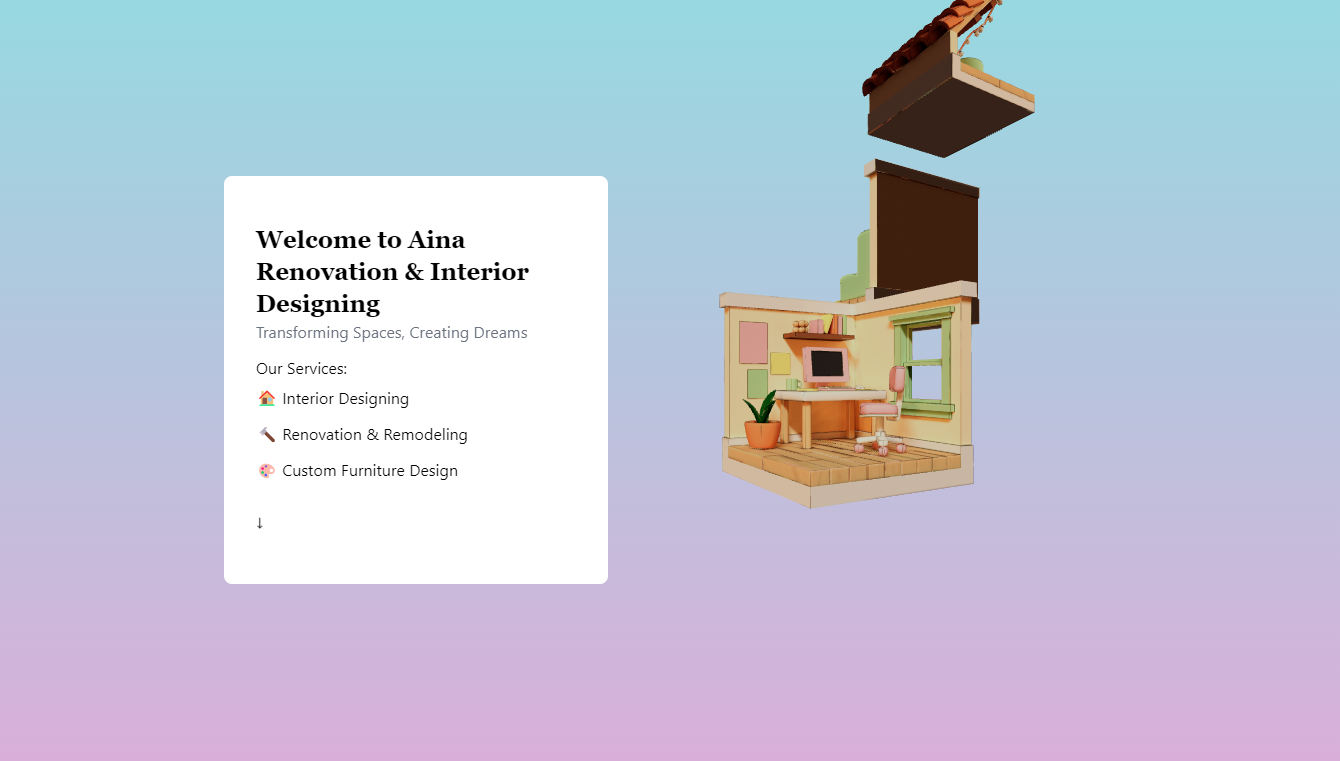 Welcome to Aina
Renovation & Interior
Designing
Transforming Spaces, Creating Dreams
Our Services:
🏠 Interior Designing
🔨 Renovation & Remodeling
🎨 Custom Furniture Design
↓